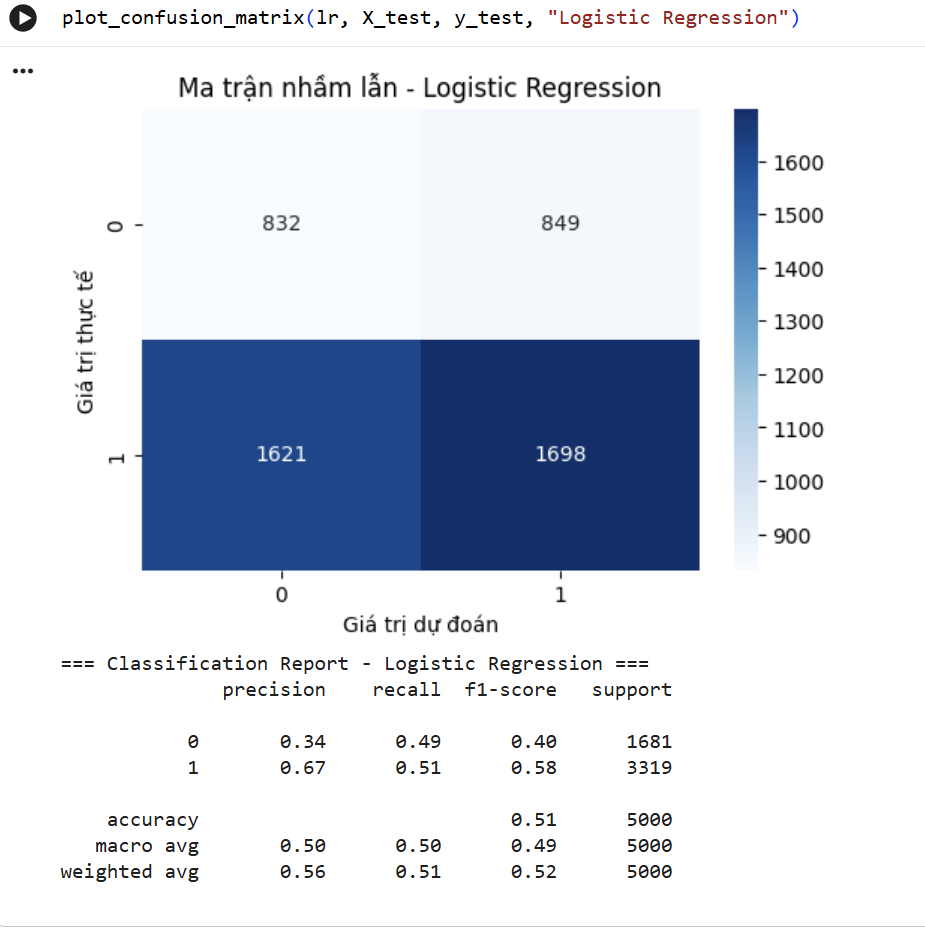 plot_confusion_matrix(lr, X_test, y_test, "Logistic Regression")
Ma trận nhầm lẫn - Logistic Regression
832 849
1621 1698
0
1
Giá trị thực tế
0 1
Giá trị dự đoán
1600
1500
1400
1300
1200
1100
1000
900
=== Classification Report - Logistic Regression ===
precision recall f1-score support
0 0.34 0.49 0.40 1681
1 0.67 0.51 0.58 3319
accuracy 0.51 5000
macro avg 0.50 0.50 0.49 5000
weighted avg 0.56 0.51 0.52 5000